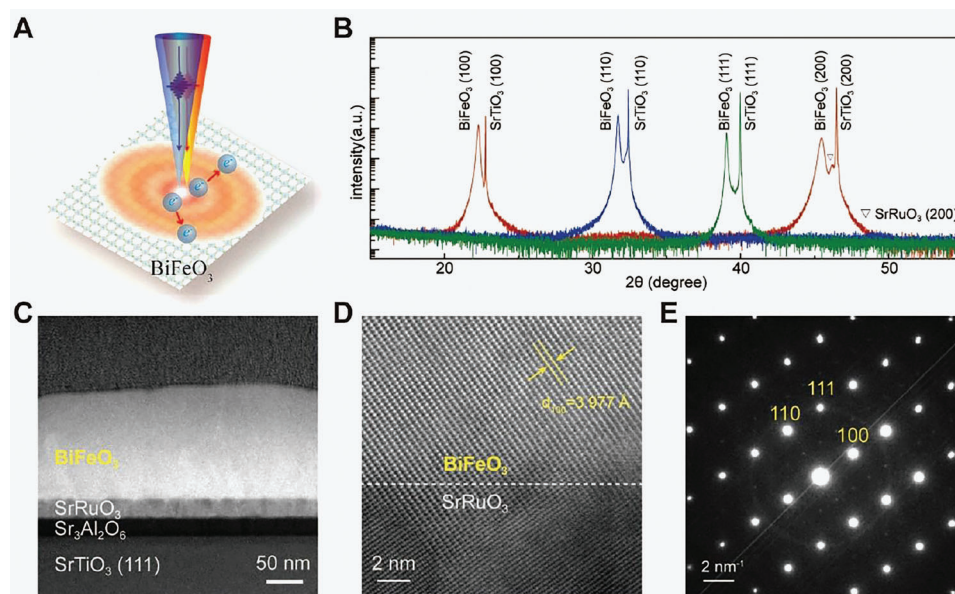 A
e⁻
e⁻
e⁻
BiFeO₃
B
BiFeO₃ (100)
SrTiO₃ (100)
BiFeO₃ (110)
SrTiO₃ (110)
BiFeO₃ (111)
SrTiO₃ (111)
BiFeO₃ (200)
SrTiO₃ (200)
▽ SrRuO₃ (200)
intensity(a.u.)
20 30 40 50
2θ (degree)
C
BiFeO₃
SrRuO₃
Sr₃Al₂O₆
SrTiO₃ (111)
50 nm
D
d₁₀₀=3.977 Å
BiFeO₃
SrRuO₃
2 nm
E
111
110
100
2 nm⁻¹